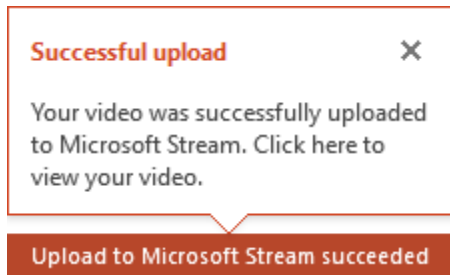 Successful upload
Your video was successfully uploaded
to Microsoft Stream. Click here to
view your video.
Upload to Microsoft Stream succeeded